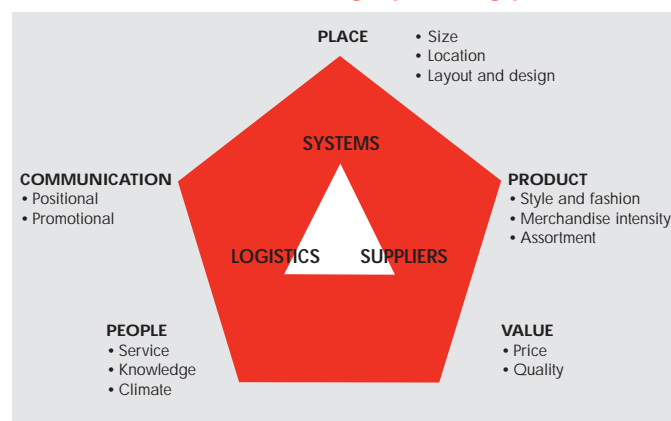 PLACE
• Size
• Location
• Layout and design
SYSTEMS
COMMUNICATION
• Positional
• Promotional
PRODUCT
• Style and fashion
• Merchandise intensity
• Assortment
LOGISTICS
SUPPLIERS
PEOPLE
• Service
• Knowledge
• Climate
VALUE
• Price
• Quality